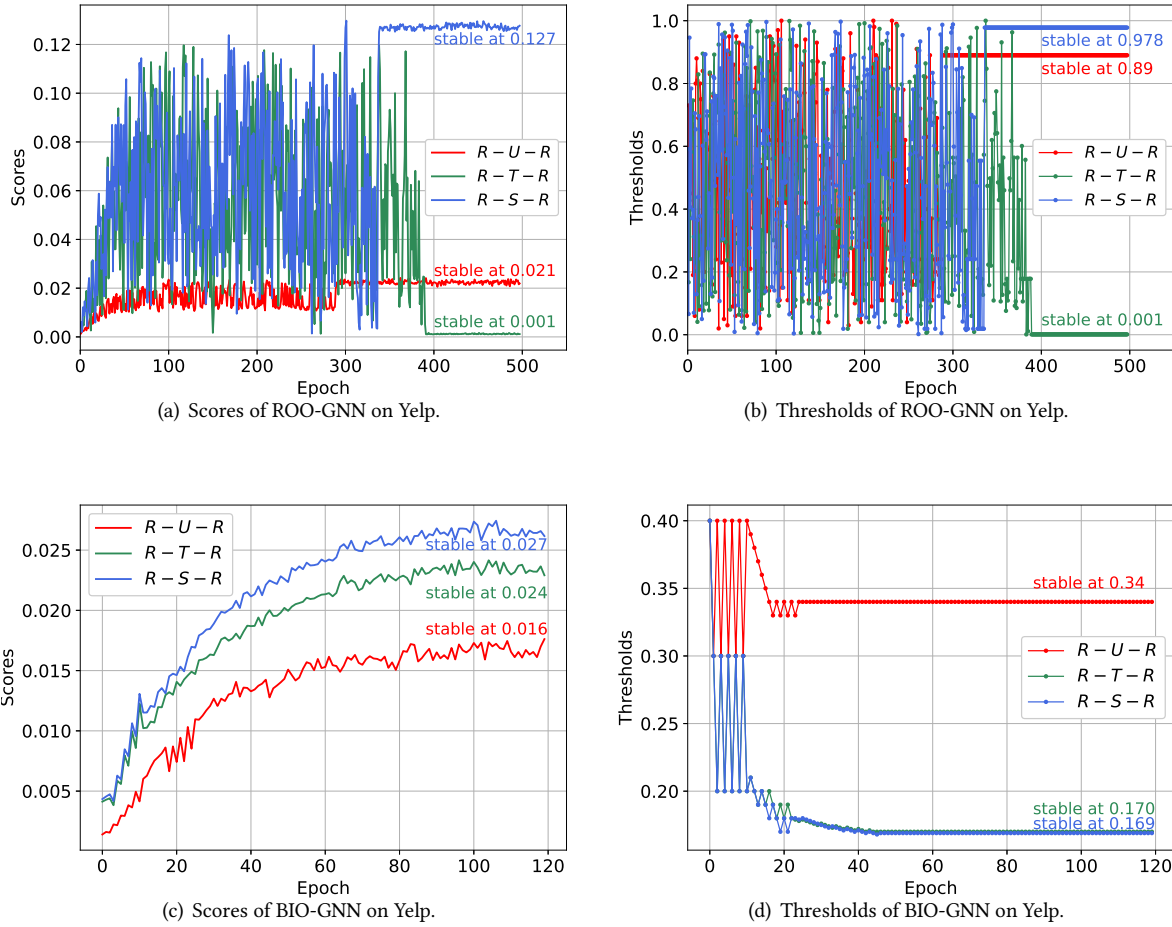 0.12
0.10
0.08
0.06
0.04
0.02
0.00
Scores
stable at 0.127
R − U − R
R − T − R
R − S − R
stable at 0.021
stable at 0.001
0 100 200 300 400 500
Epoch
(a) Scores of ROO-GNN on Yelp.
1.0
0.8
0.6
0.4
0.2
0.0
Thresholds
stable at 0.978
stable at 0.89
R − U − R
R − T − R
R − S − R
stable at 0.001
0 100 200 300 400 500
Epoch
(b) Thresholds of ROO-GNN on Yelp.
0.025
0.020
0.015
0.010
0.005
Scores
R − U − R
R − T − R
R − S − R
stable at 0.027
stable at 0.024
stable at 0.016
0 20 40 60 80 100 120
Epoch
(c) Scores of BIO-GNN on Yelp.
0.40
0.35
0.30
0.25
0.20
Thresholds
stable at 0.34
R − U − R
R − T − R
R − S − R
stable at 0.170
stable at 0.169
0 20 40 60 80 100 120
Epoch
(d) Thresholds of BIO-GNN on Yelp.